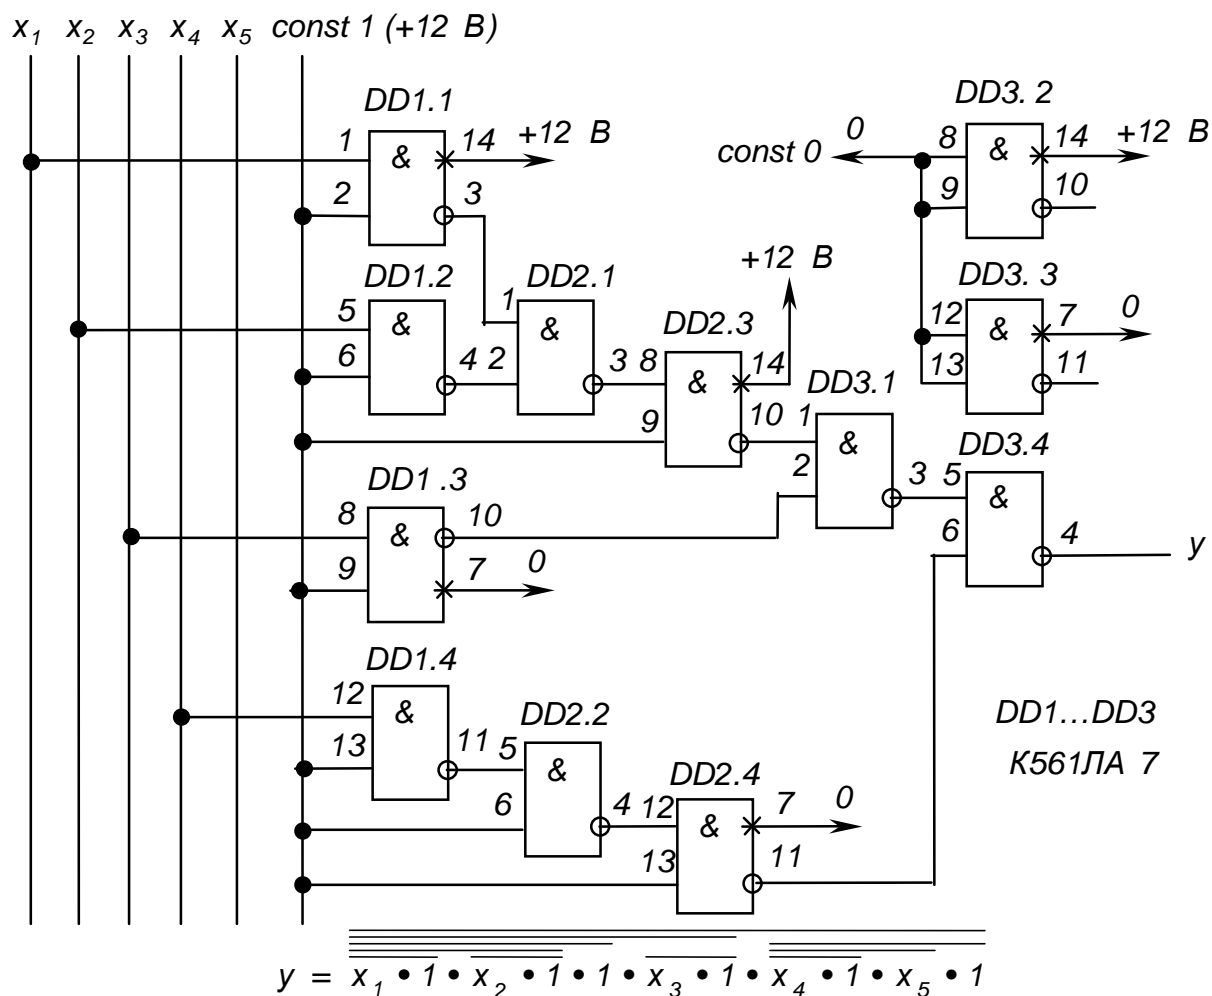 x1 x2 x3 x4 x5 const 1 (+12 В)
DD1.1
1 & 14 +12 В
2 3
DD1.2
5 &
6 4
DD2.1
1 &
2 3
+12 В
DD2.3
8 & 14
9 10
DD3.1
1 &
2 3
DD1 .3
8 & 10
9 7 0
DD1.4
12 &
13 11
DD2.2
5 &
6 4
DD2.4
12 & 7 0
13 11
DD3. 2
const 0 0 8 & 14 +12 В
9 10
DD3. 3
12 & 7 0
13 11
DD3.4
5 &
6 4 y
DD1...DD3
К561ЛА 7
y = x1 • 1 • x2 • 1 • 1 • x3 • 1 • x4 • 1 • x5 • 1